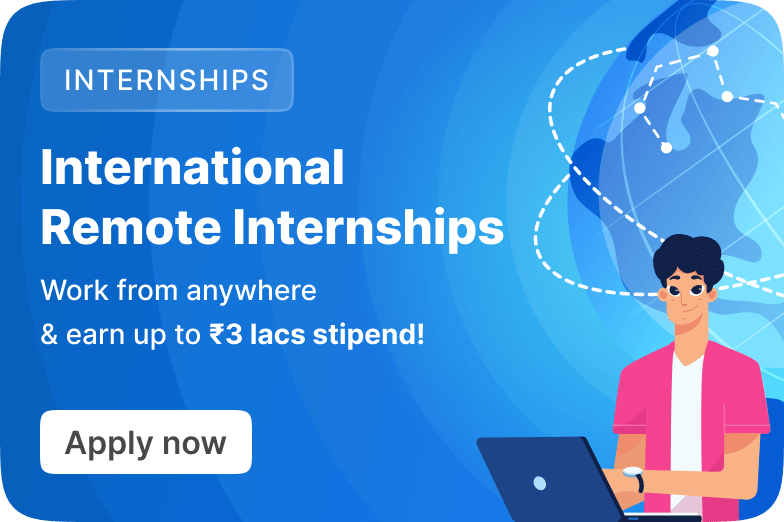 INTERNSHIPS
International
Remote Internships
Work from anywhere
& earn up to ₹3 lacs stipend!
Apply now